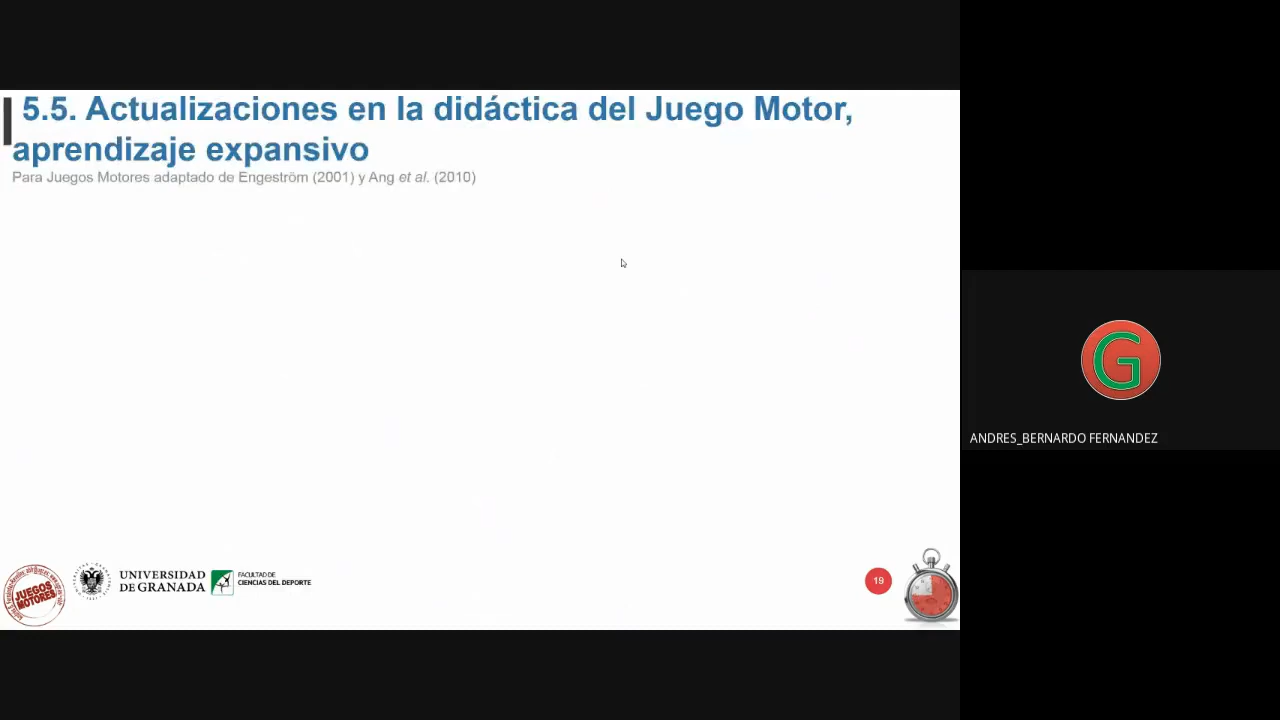 5.5. Actualizaciones en la didáctica del Juego Motor,
aprendizaje expansivo
Para Juegos Motores adaptado de Engeström (2001) y Ang et al. (2010)
G
ANDRES_BERNARDO FERNANDEZ
JUEGOS
MOTORES
UNIVERSIDAD
DE GRANADA
FACULTAD DE
CIENCIAS DEL DEPORTE
19